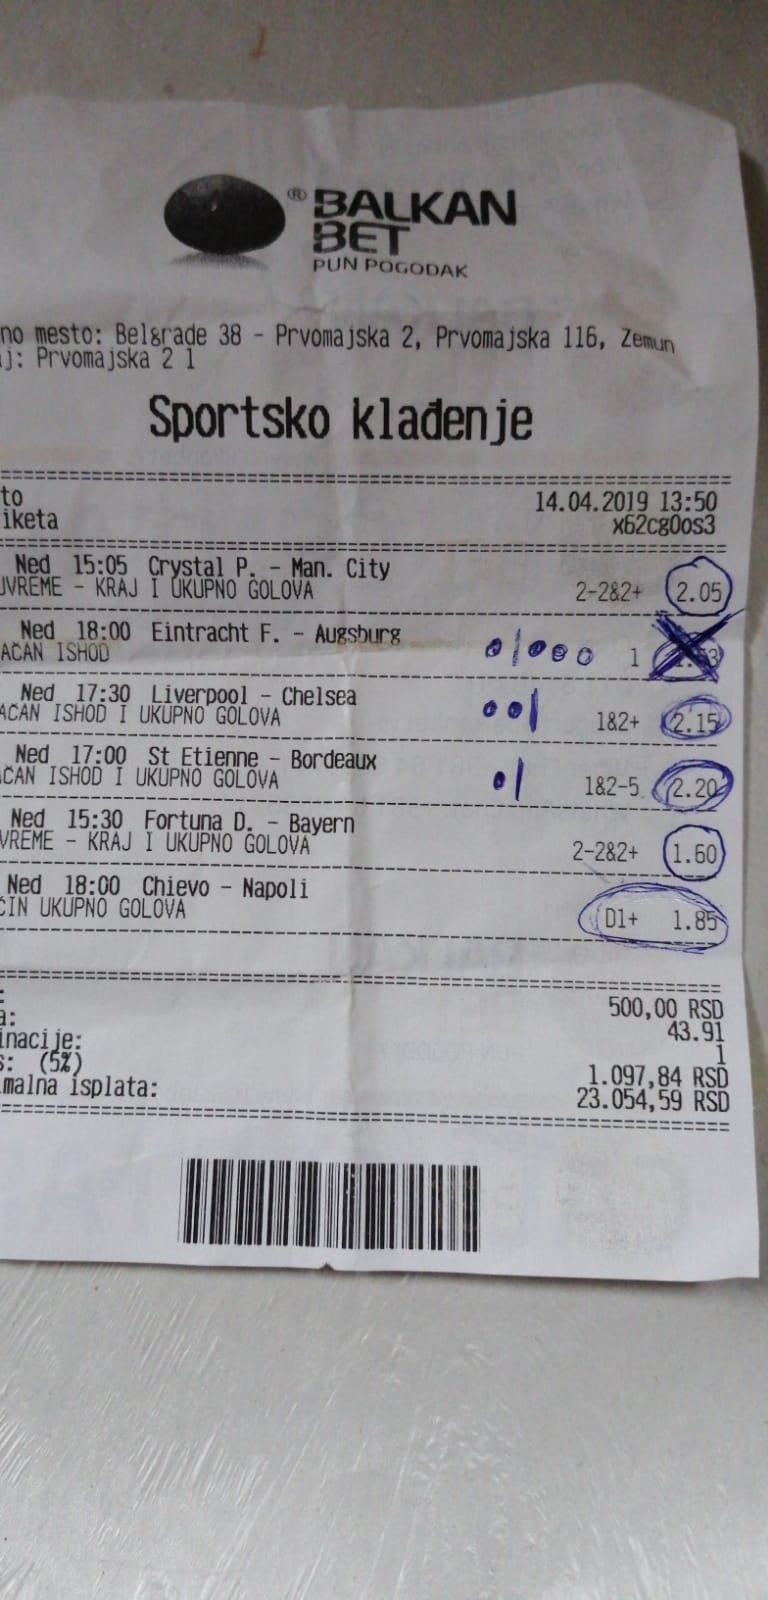 ® BALKAN
BET
PUN POGODAK
no mesto: Belgrade 38 - Prvomajska 2, Prvomajska 116, Zemun
j: Prvomajska 2 1
Sportsko klađenje
to 14.04.2019 13:50
iketa x62cg0os3
Ned 15:05 Crystal P. - Man. City
UVREME - KRAJ I UKUPNO GOLOVA 2-2&2+ 2.05
Ned 18:00 Eintracht F. - Augsburg
AČAN ISHOD 1
Ned 17:30 Liverpool - Chelsea
AČAN ISHOD I UKUPNO GOLOVA 1&2+ 2.15
Ned 17:00 St Etienne - Bordeaux
AČAN ISHOD I UKUPNO GOLOVA 1&2-5 2.20
Ned 15:30 Fortuna D. - Bayern
VREME - KRAJ I UKUPNO GOLOVA 2-2&2+ 1.60
Ned 18:00 Chievo - Napoli
ČIN UKUPNO GOLOVA D1+ 1.85
: 500,00 RSD
a: 43.91
inacije: 1
s: (5%) 1.097,84 RSD
malna isplata: 23.054,59 RSD